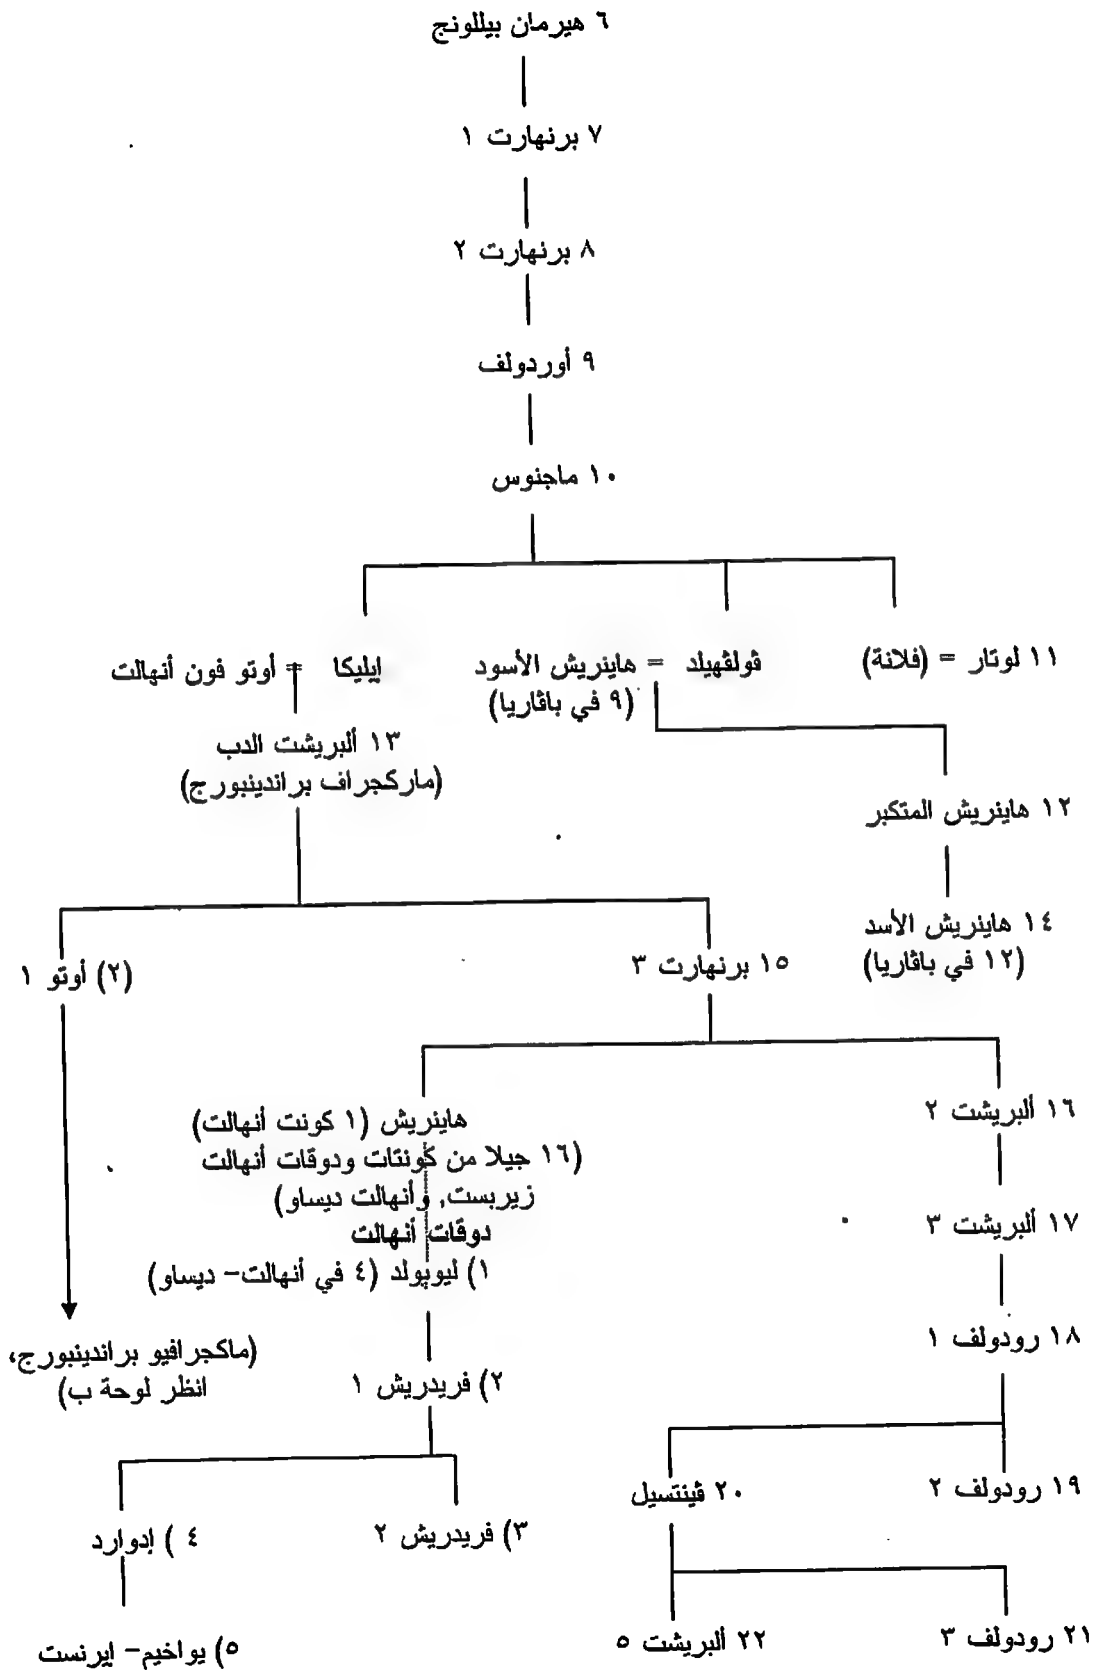 ٦ هيرمان بيللونج
٧ برنهارت ١
٨ برنهارت ٢
٩ أوردولف
١٠ ماجنوس
١١ لوتار = (فلانة)
ڤولڤهيلد = هاينريش الأسود
(٩ في باڤاريا)
إيليكا = أوتو فون أنهالت
١٣ ألبريشت الدب
(ماركجراف براندينبورج)
١٢ هاينريش المتكبر
١٤ هاينريش الأسد
(١٢ في باڤاريا)
١٥ برنهارت ٣
(٢) أوتو ١
١٦ ألبريشت ٢
هاينريش (١ كونت أنهالت)
(١٦ جيلا من كونتات ودوقات أنهالت
زيربست, وأنهالت ديساو)
دوقات أنهالت
١) ليوپولد (٤ في أنهالت– ديساو)
١٧ ألبريشت ٣
١٨ رودولف ١
(ماكجرافيو براندينبورج،
انظر لوحة ب)
٢) فريدريش ١
١٩ رودولف ٢
٢٠ ڤينتسيل
٣) فريدريش ٢
٤ ) إدوارد
٢١ رودولف ٣
٢٢ ألبريشت ٥
٥) يواخيم– إيرنست